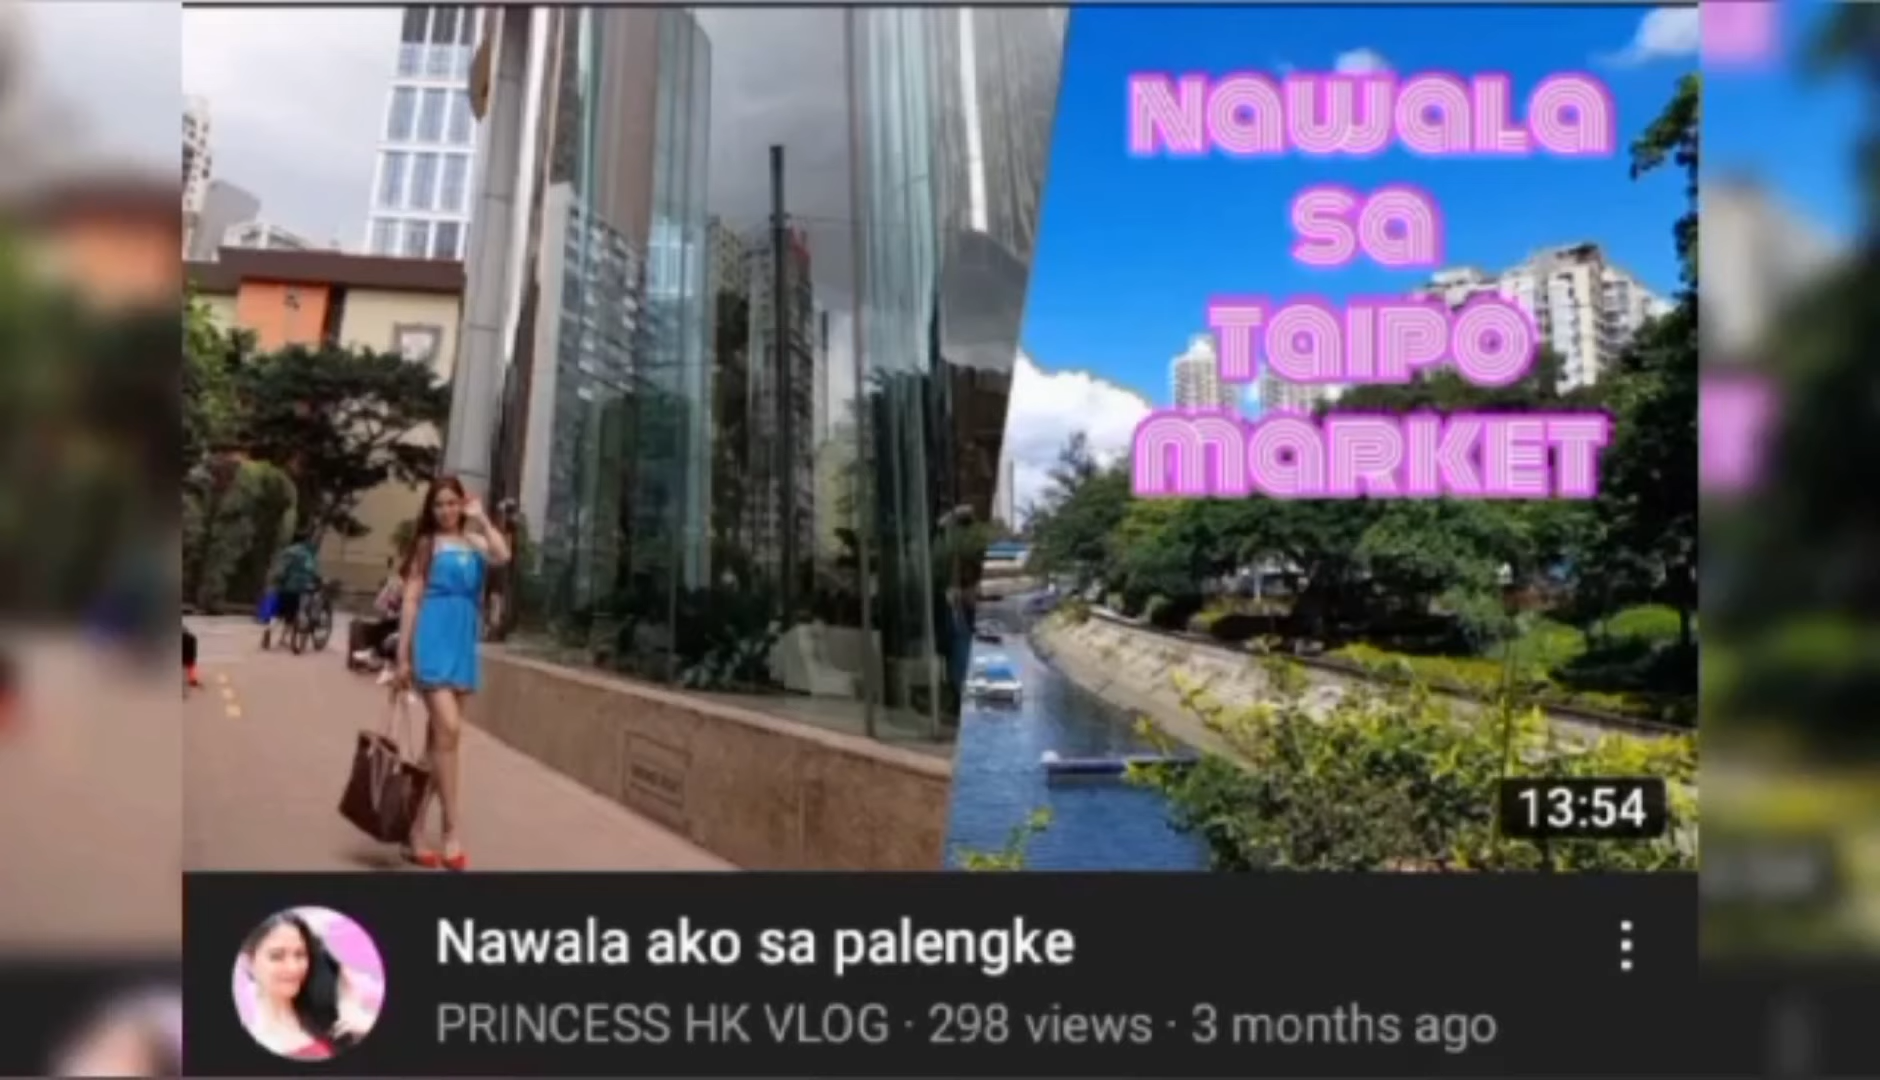 NaWaLa
Sa
TaIPO
MaRKET
13:54
Nawala ako sa palengke
PRINCESS HK VLOG · 298 views · 3 months ago